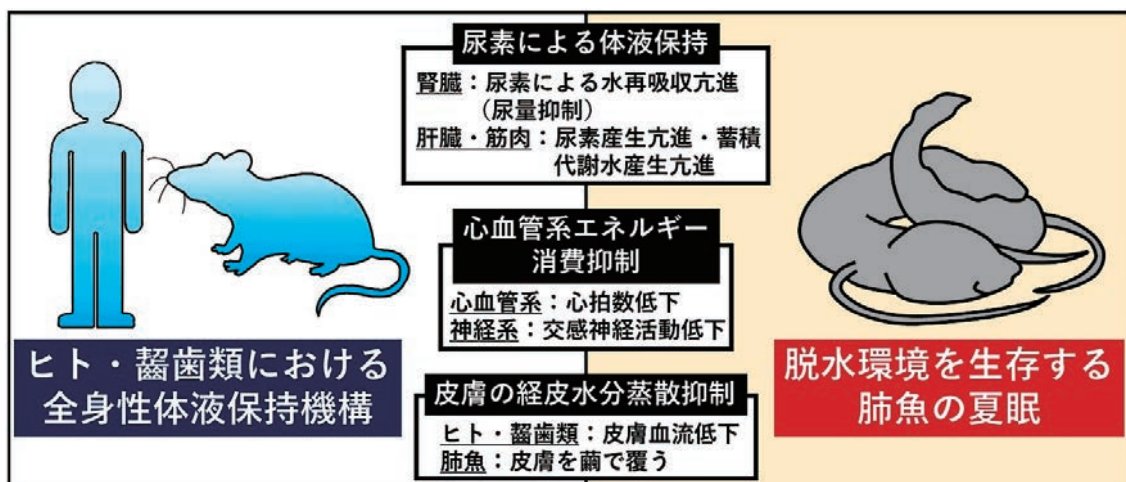 尿素による体液保持
腎臓：尿素による水再吸収亢進
（尿量抑制）
肝臓・筋肉：尿素産生亢進・蓄積
代謝水産生亢進
心血管系エネルギー
消費抑制
心血管系：心拍数低下
神経系：交感神経活動低下
皮膚の経皮水分蒸散抑制
ヒト・齧歯類：皮膚血流低下
肺魚：皮膚を繭で覆う
ヒト・齧歯類における
全身性体液保持機構
脱水環境を生存する
肺魚の夏眠